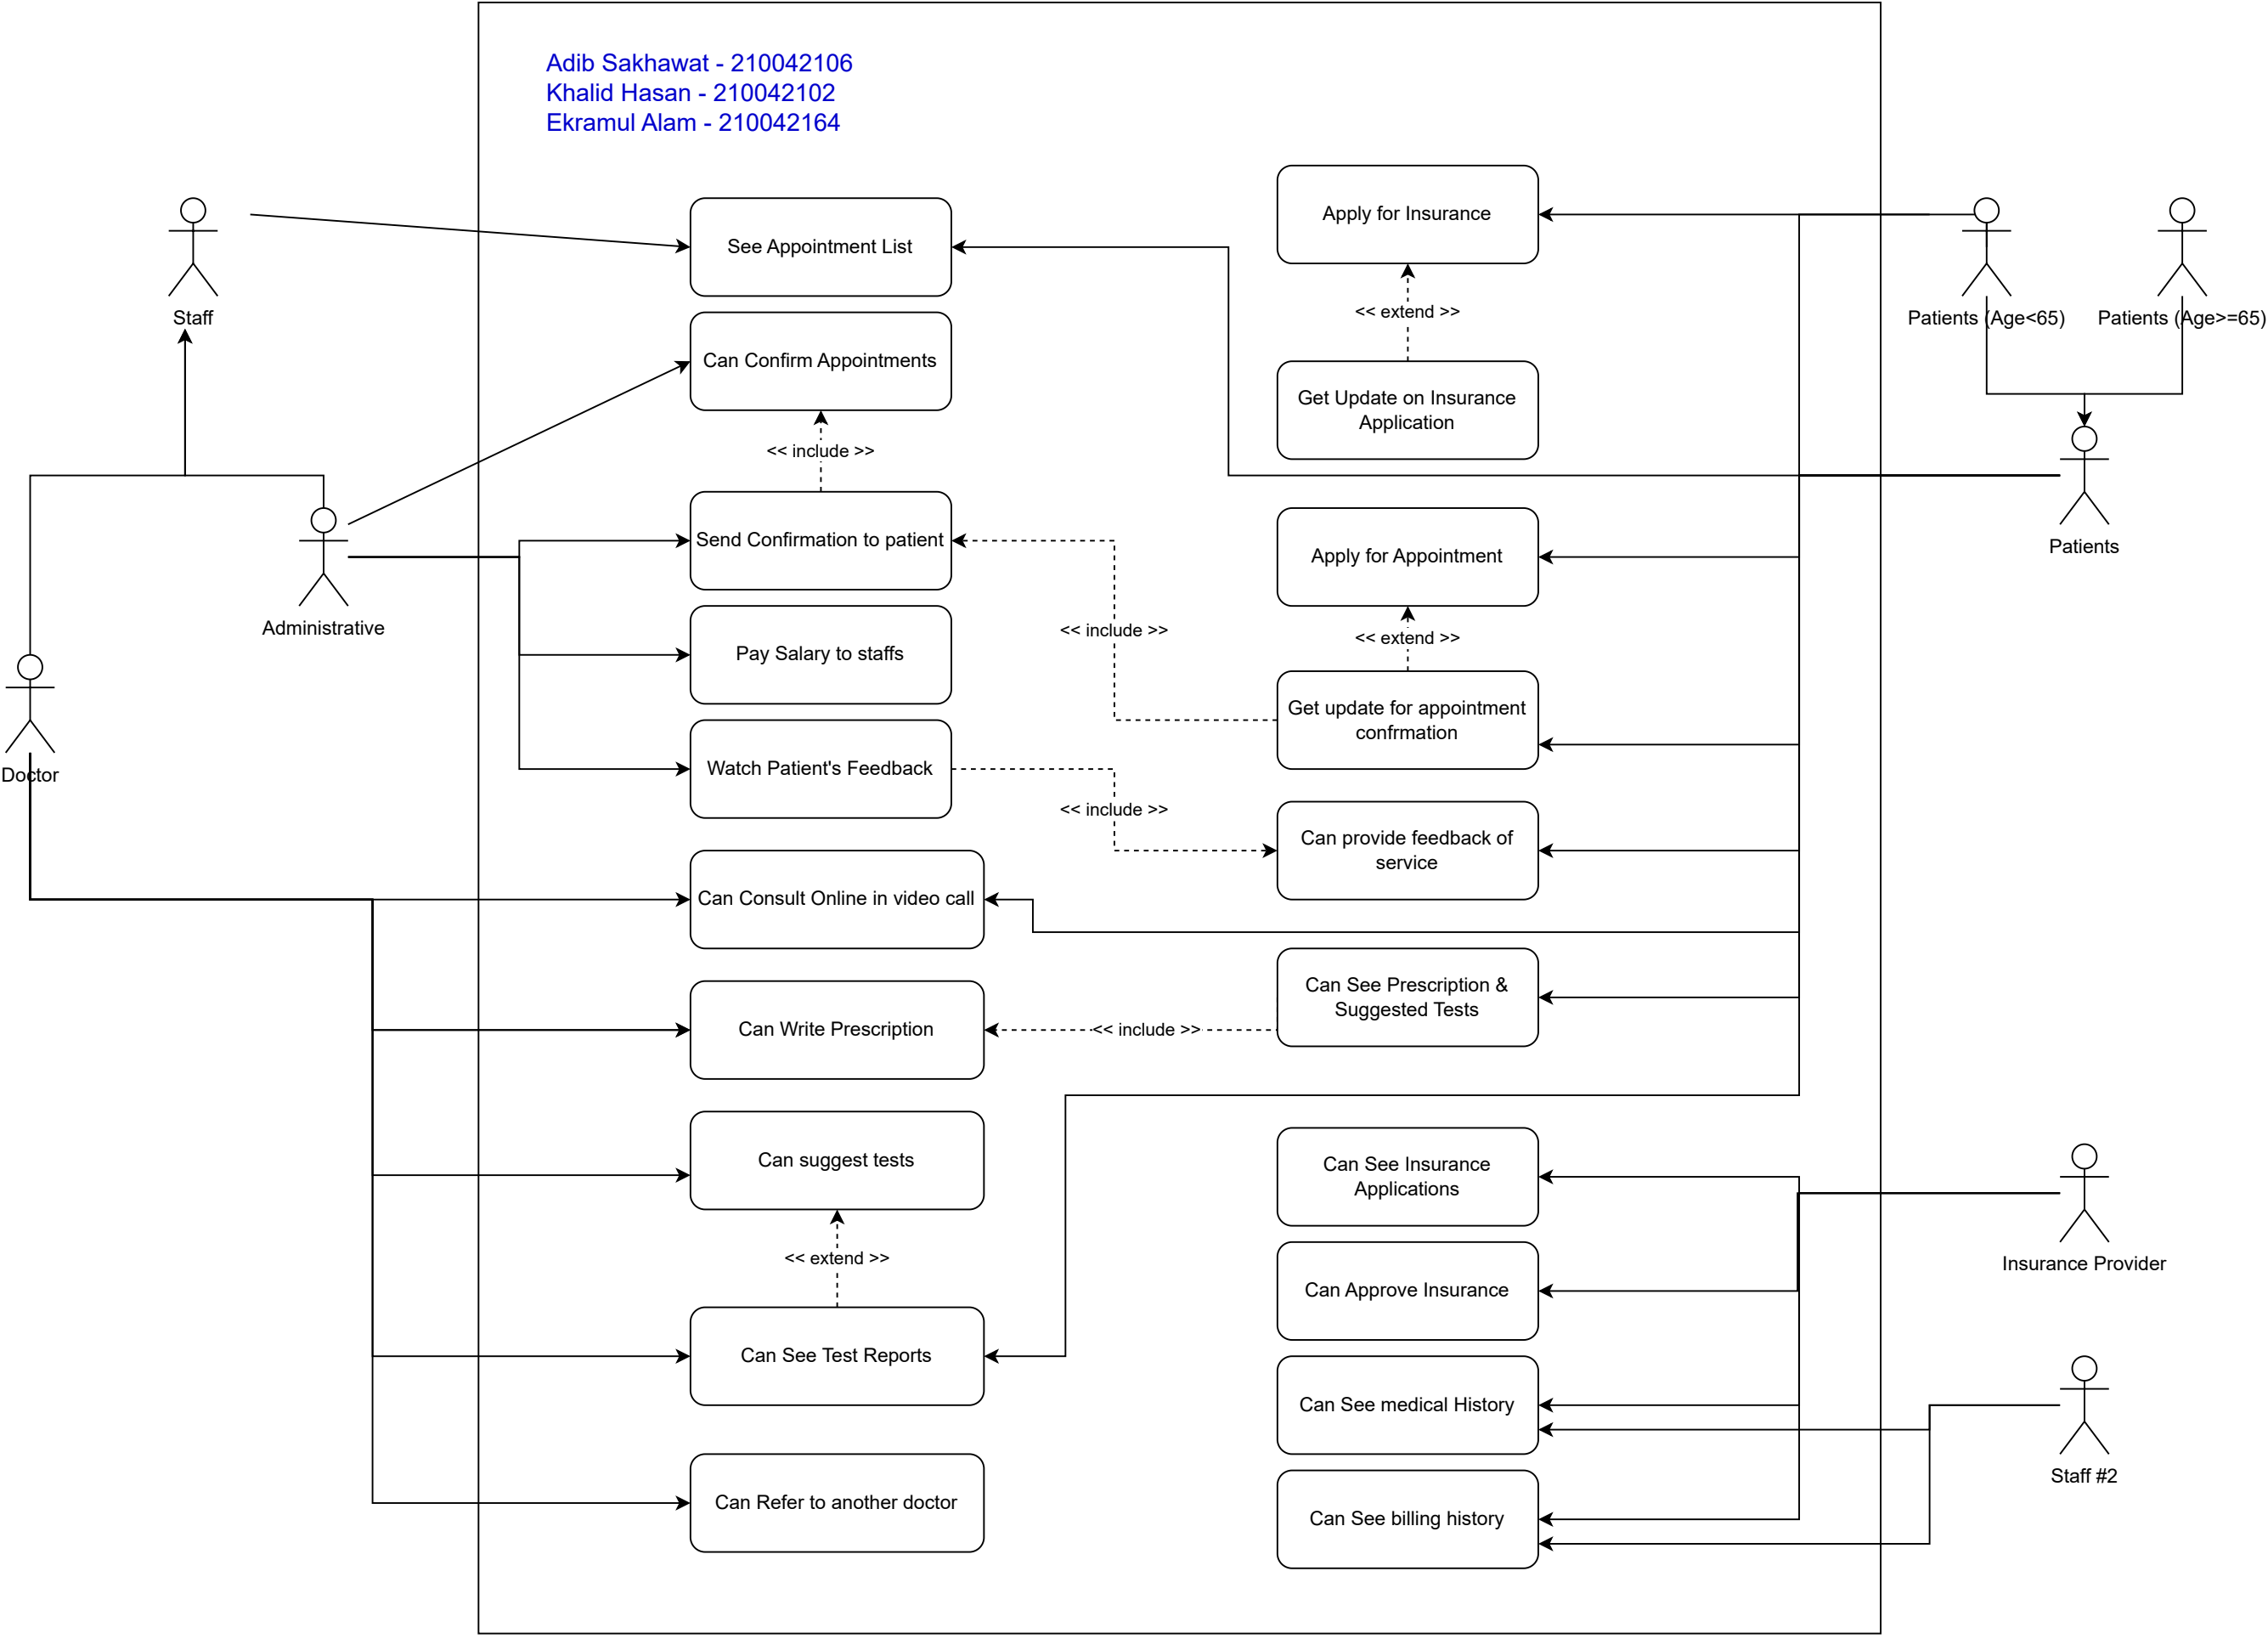 Adib Sakhawat - 210042106
Khalid Hasan - 210042102
Ekramul Alam - 210042164
Staff
See Appointment List
Apply for Insurance
Patients (Age<65)
Patients (Age>=65)
<< extend >>
Can Confirm Appointments
Get Update on Insurance
Application
<< include >>
Send Confirmation to patient
Apply for Appointment
Patients
Administrative
<< include >>
<< extend >>
Pay Salary to staffs
Get update for appointment
confrmation
Doctor
Watch Patient's Feedback
<< include >>
Can provide feedback of
service
Can Consult Online in video call
Can See Prescription &
Suggested Tests
Can Write Prescription
<< include >>
Can suggest tests
Can See Insurance
Applications
<< extend >>
Insurance Provider
Can Approve Insurance
Can See Test Reports
Can See medical History
Staff #2
Can Refer to another doctor
Can See billing history